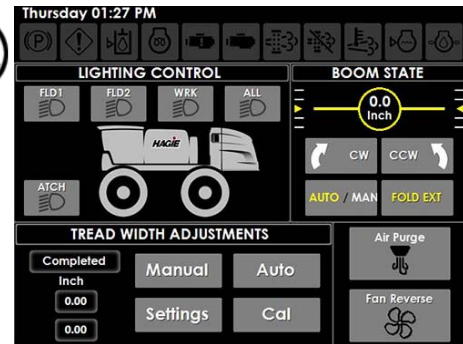 Thursday 01:27 PM
(P)
LIGHTING CONTROL
FLD1 FLD2 WRK ALL
HAGIE
ATCH
BOOM STATE
0.0
Inch
CW CCW
AUTO / MAN FOLD EXT
TREAD WIDTH ADJUSTMENTS
Completed
Inch
0.00
0.00
Manual Auto
Settings Cal
Air Purge
Fan Reverse